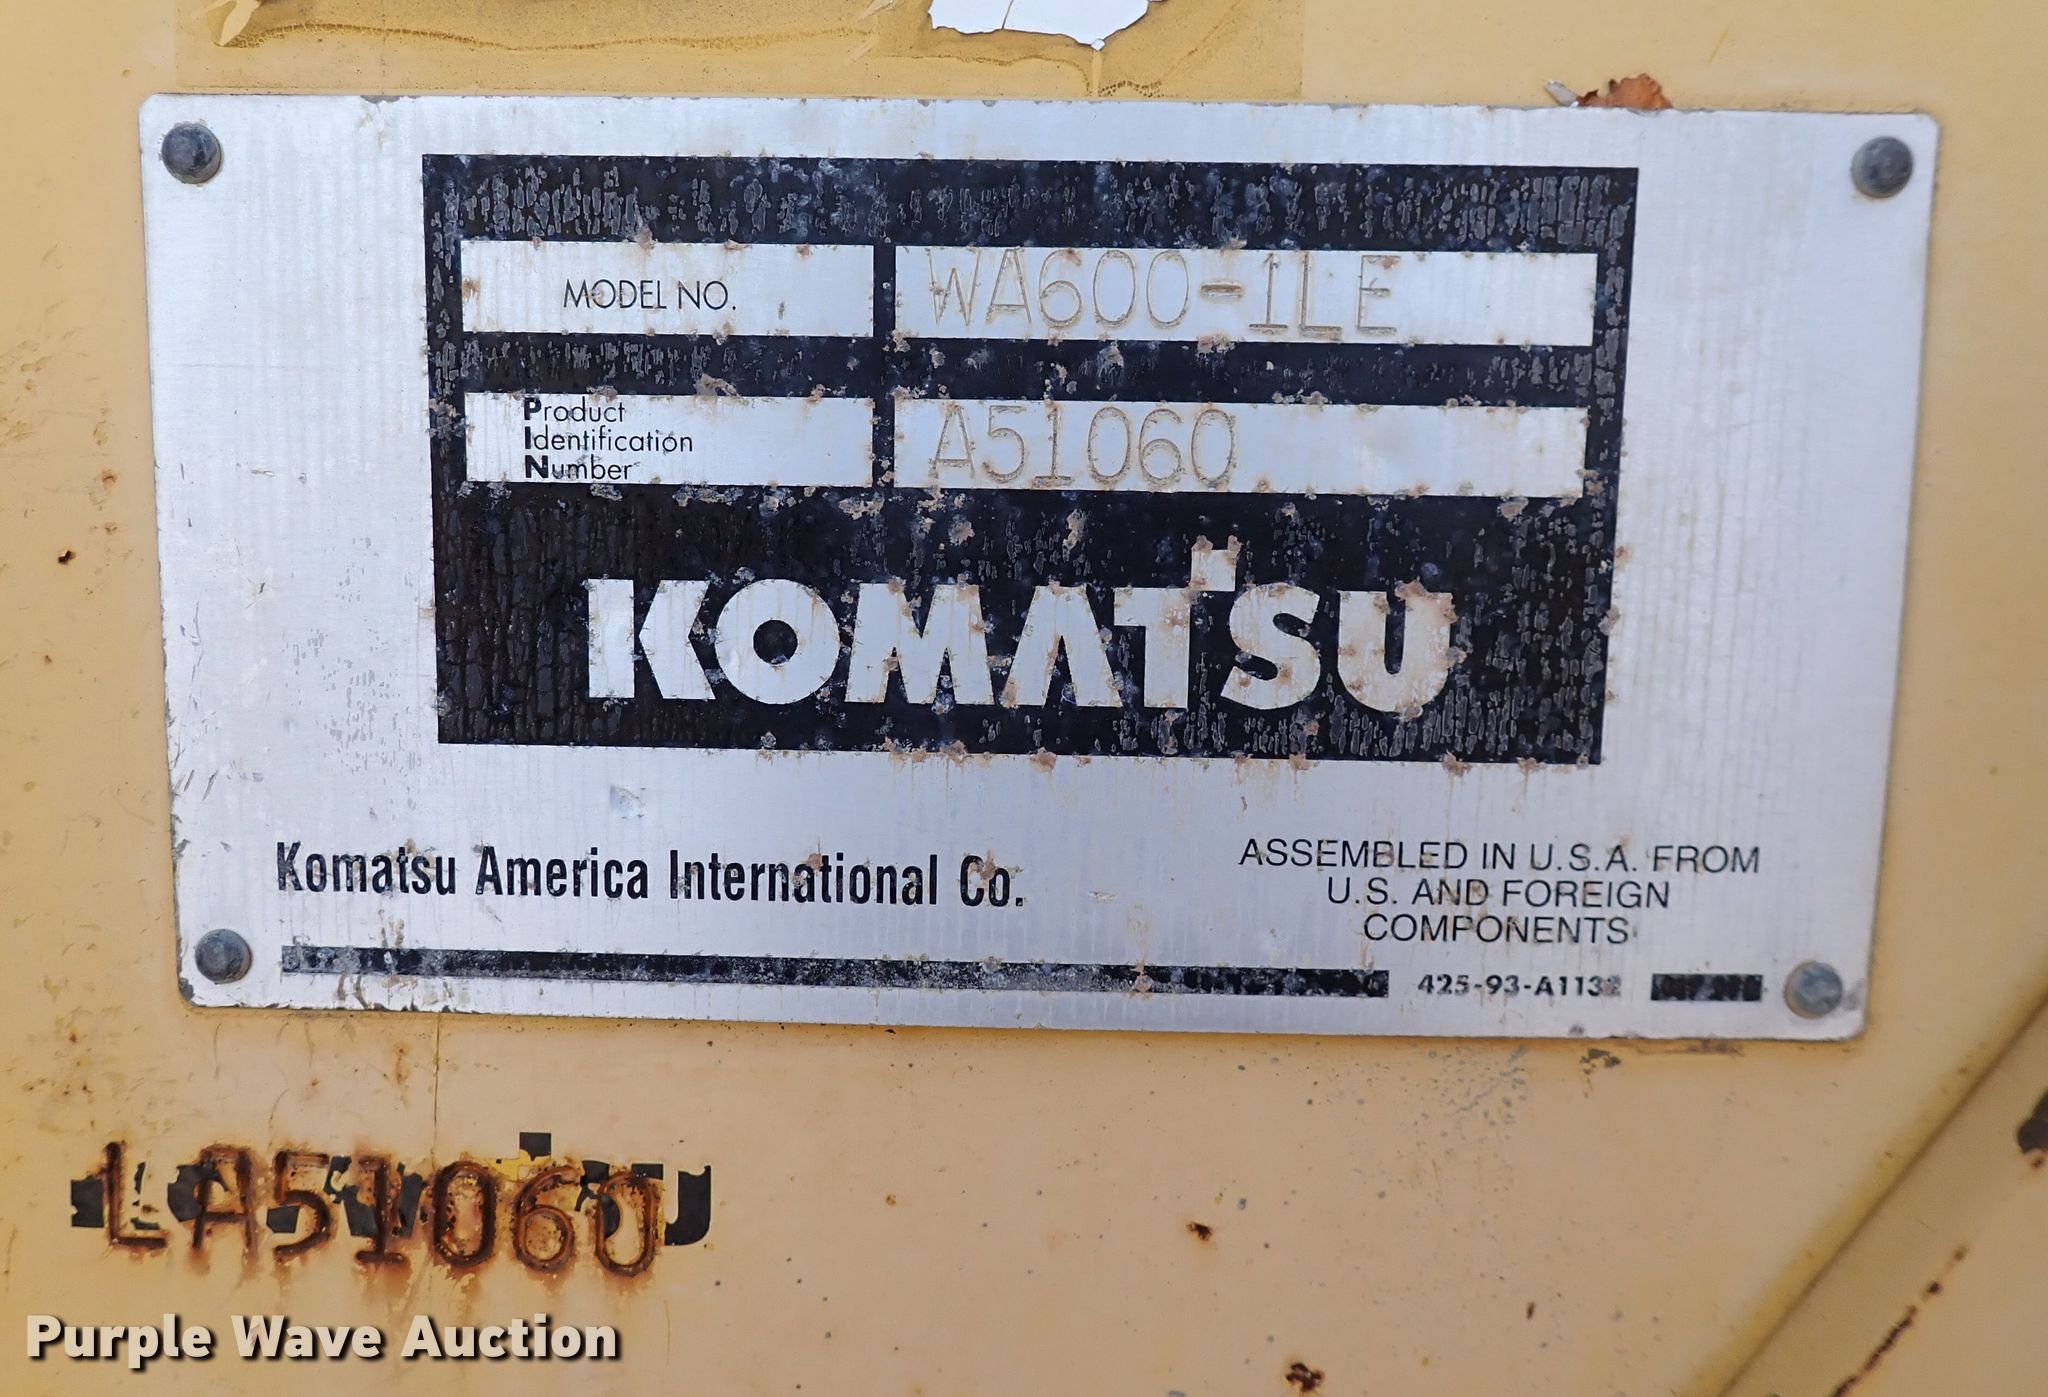 MODEL NO.
WA600-1LE
Product
Identification
Number
A51060
KOMATSU
Komatsu America International Co.
ASSEMBLED IN U.S.A. FROM
U.S. AND FOREIGN
COMPONENTS
425-93-A1132
LA51060
Purple Wave Auction